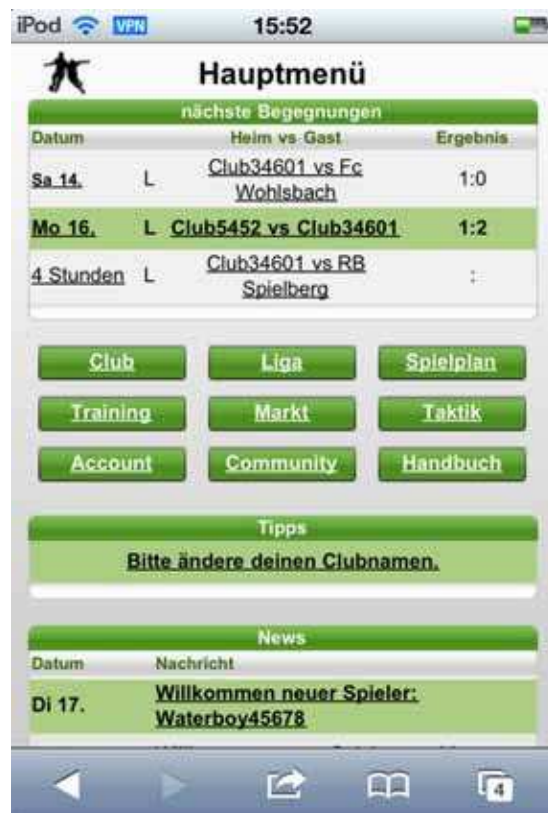 iPod VPN 15:52
Hauptmenü
nächste Begegnungen
Datum Heim vs Gast Ergebnis
Sa 14. L Club34601 vs Fc Wohlsbach 1:0
Mo 16. L Club5452 vs Club34601 1:2
4 Stunden L Club34601 vs RB Spielberg :
Club Liga Spielplan
Training Markt Taktik
Account Community Handbuch
Tipps
Bitte ändere deinen Clubnamen.
News
Datum Nachricht
Di 17. Willkommen neuer Spieler:
Waterboy45678
4